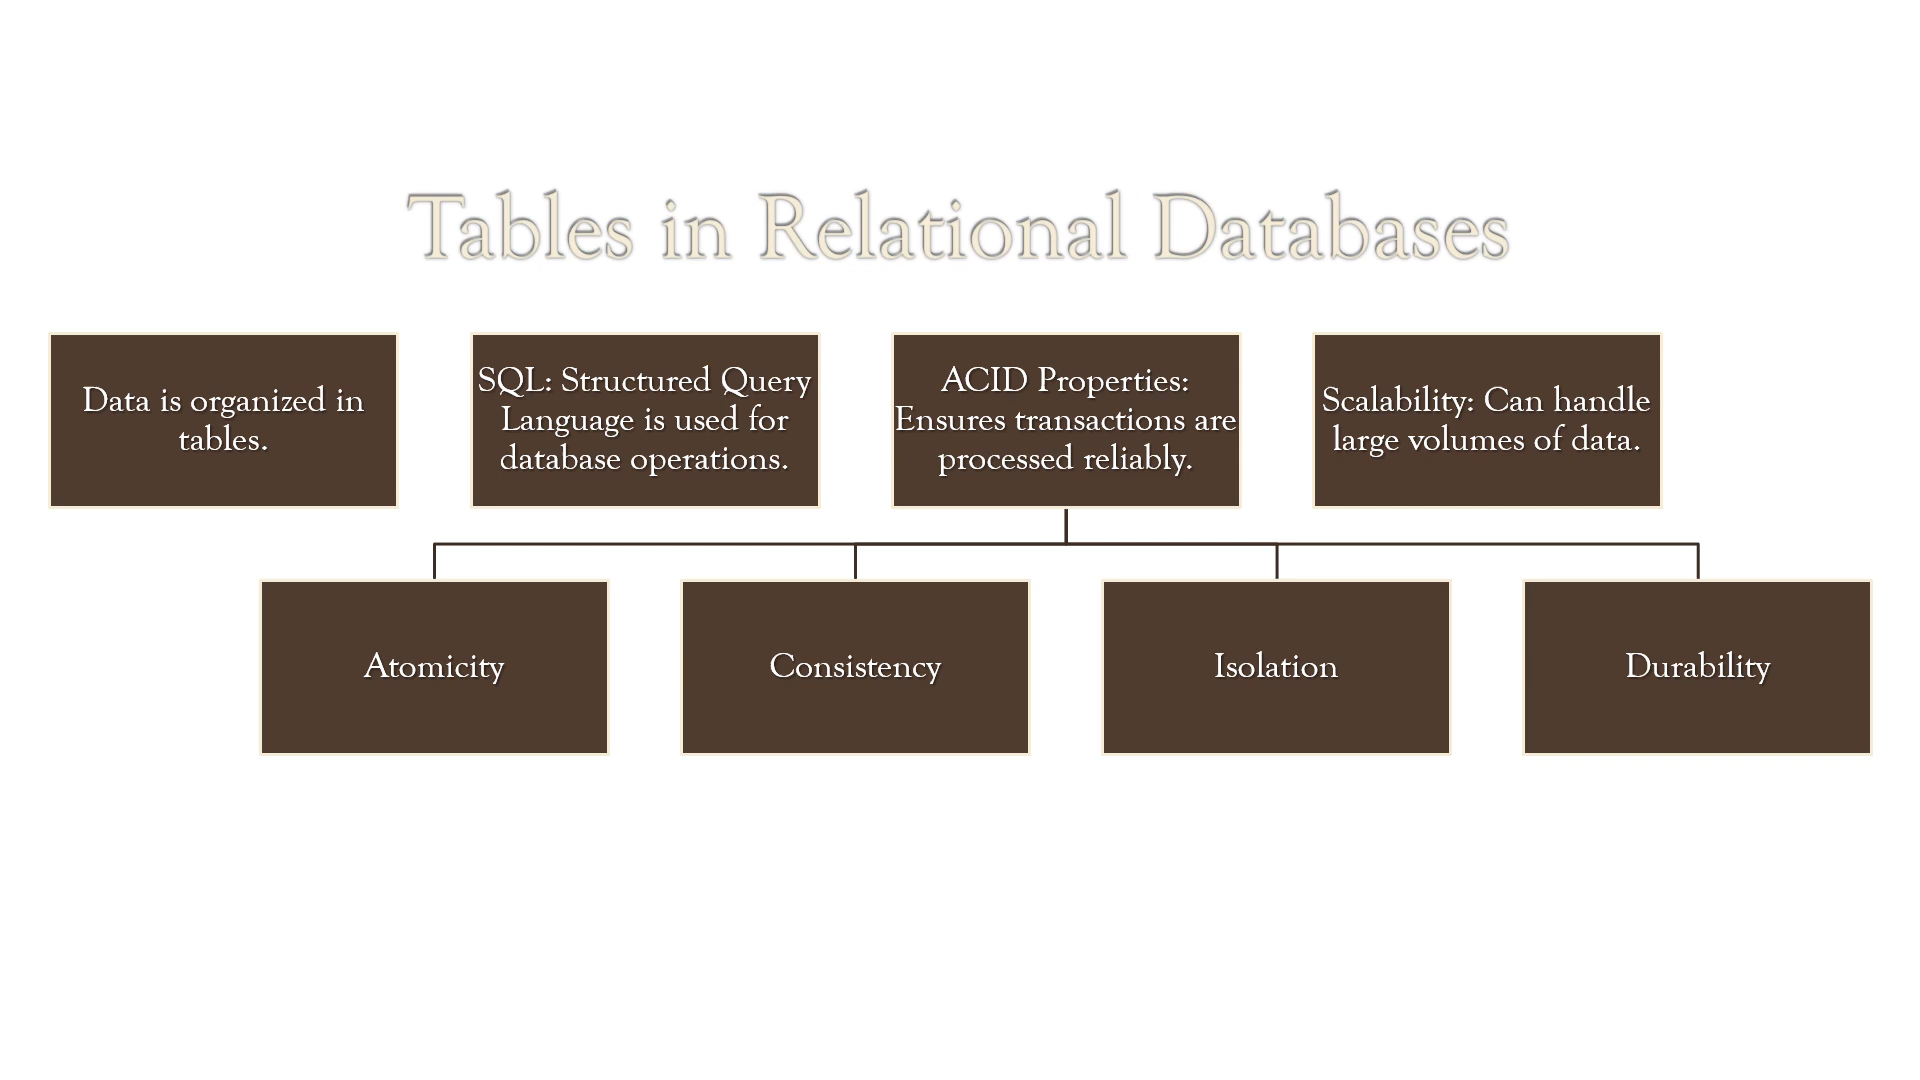 Tables in Relational Databases
Data is organized in
tables.
SQL: Structured Query
Language is used for
database operations.
ACID Properties:
Ensures transactions are
processed reliably.
Scalability: Can handle
large volumes of data.
Atomicity
Consistency
Isolation
Durability